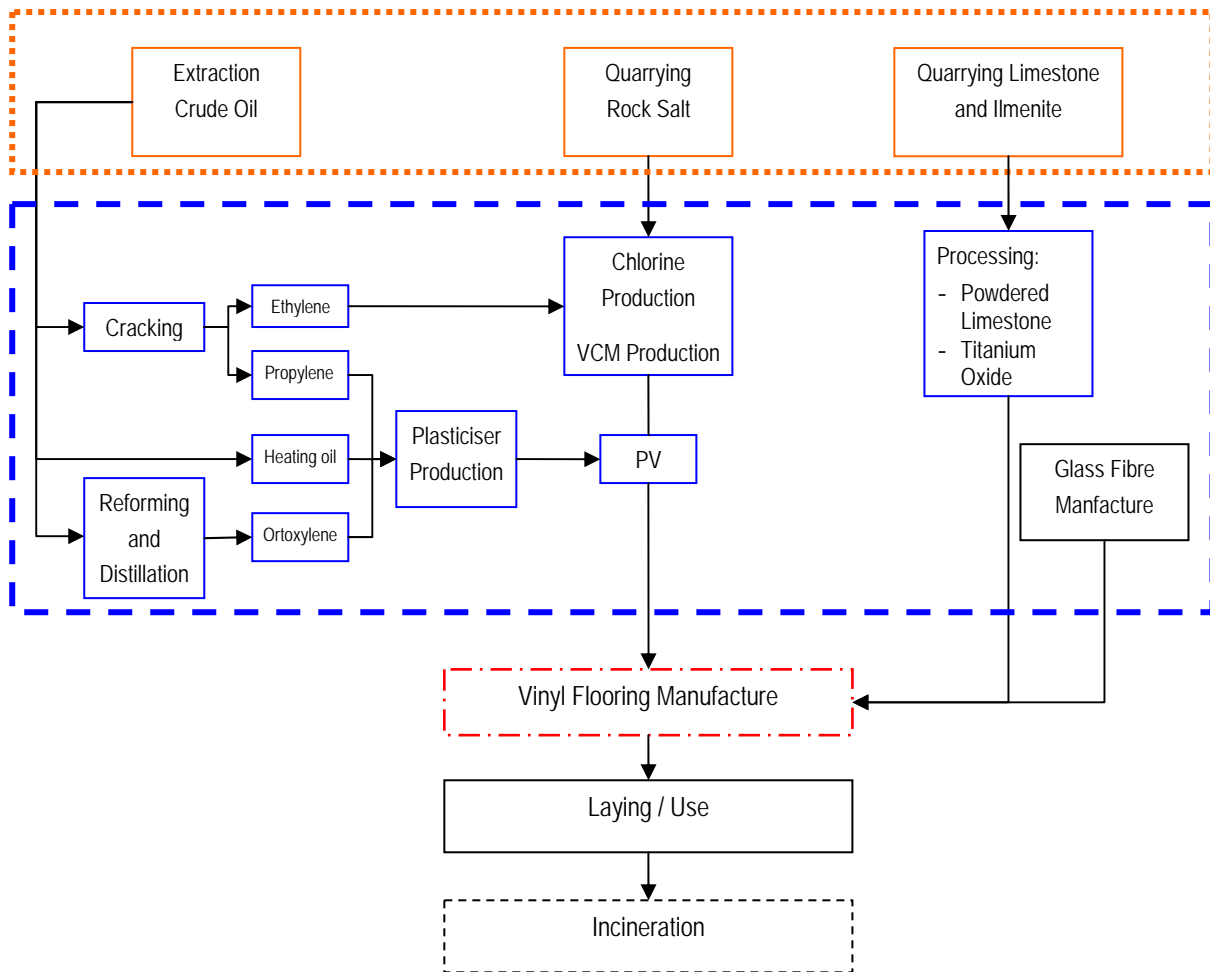 Extraction
Crude Oil
Quarrying
Rock Salt
Quarrying Limestone
and Ilmenite
Chlorine
Production
VCM Production
Processing:
- Powdered
Limestone
- Titanium
Oxide
Cracking
Ethylene
Propylene
Heating oil
Ortoxylene
Reforming
and
Distillation
Plasticiser
Production
PV
Glass Fibre
Manfacture
Vinyl Flooring Manufacture
Laying / Use
Incineration